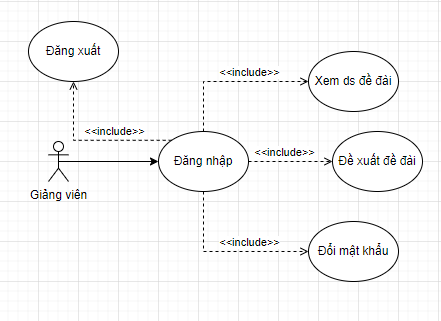 Đăng xuất
<<include>>
Xem ds đề đài
<<include>>
Đăng nhập
<<include>>
Đề xuất đề đài
Giảng viên
<<include>>
Đổi mật khẩu